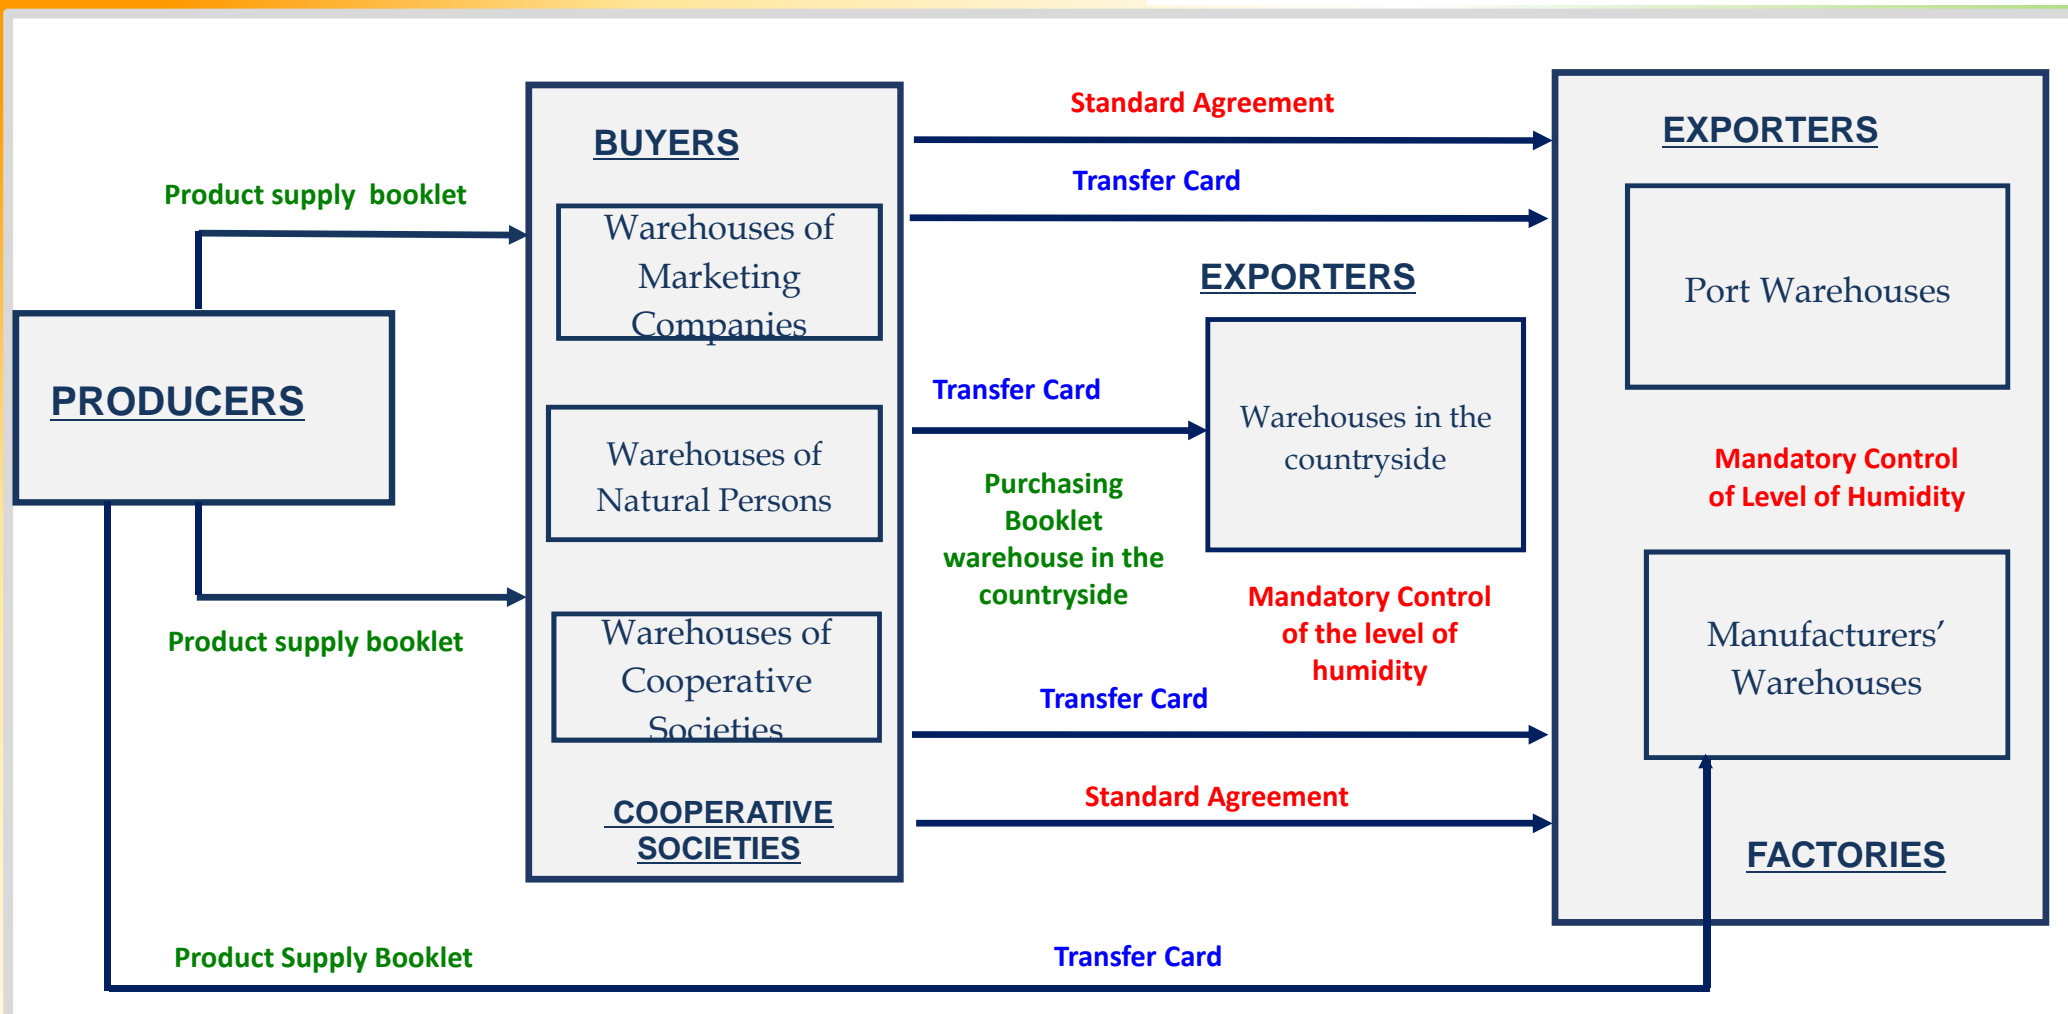 PRODUCERS
Product supply  booklet
Product supply booklet
Product Supply Booklet
BUYERS
Warehouses of
Marketing
Companies
Warehouses of
Natural Persons
Warehouses of
Cooperative
Societies
COOPERATIVE
SOCIETIES
Standard Agreement
Transfer Card
Transfer Card
Purchasing
Booklet
warehouse in the
countryside
EXPORTERS
Warehouses in the
countryside
Mandatory Control
of the level of
humidity
Transfer Card
Standard Agreement
Transfer Card
EXPORTERS
Port Warehouses
Mandatory Control
of Level of Humidity
Manufacturers’
Warehouses
FACTORIES